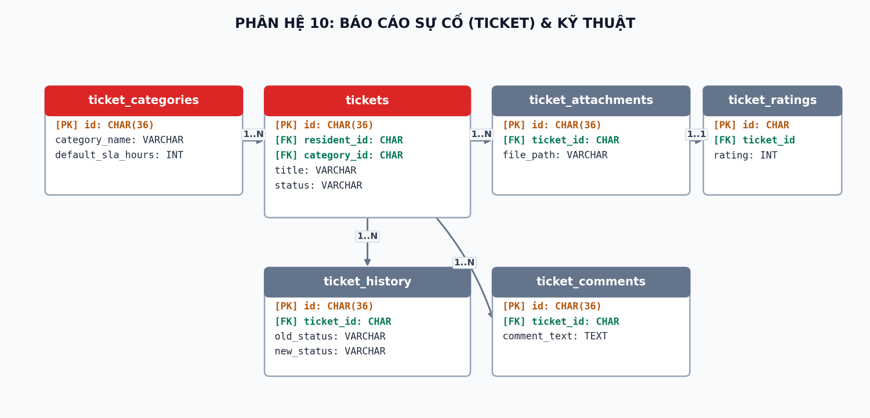 PHÂN HỆ 10: BÁO CÁO SỰ CỐ (TICKET) & KỸ THUẬT
ticket_categories
[PK] id: CHAR(36)
category_name: VARCHAR
default_sla_hours: INT
1..N
tickets
[PK] id: CHAR(36)
[FK] resident_id: CHAR
[FK] category_id: CHAR
title: VARCHAR
status: VARCHAR
1..N
ticket_attachments
[PK] id: CHAR(36)
[FK] ticket_id: CHAR
file_path: VARCHAR
1..1
ticket_ratings
[PK] id: CHAR
[FK] ticket_id
rating: INT
1..N
1..N
ticket_history
[PK] id: CHAR(36)
[FK] ticket_id: CHAR
old_status: VARCHAR
new_status: VARCHAR
ticket_comments
[PK] id: CHAR(36)
[FK] ticket_id: CHAR
comment_text: TEXT